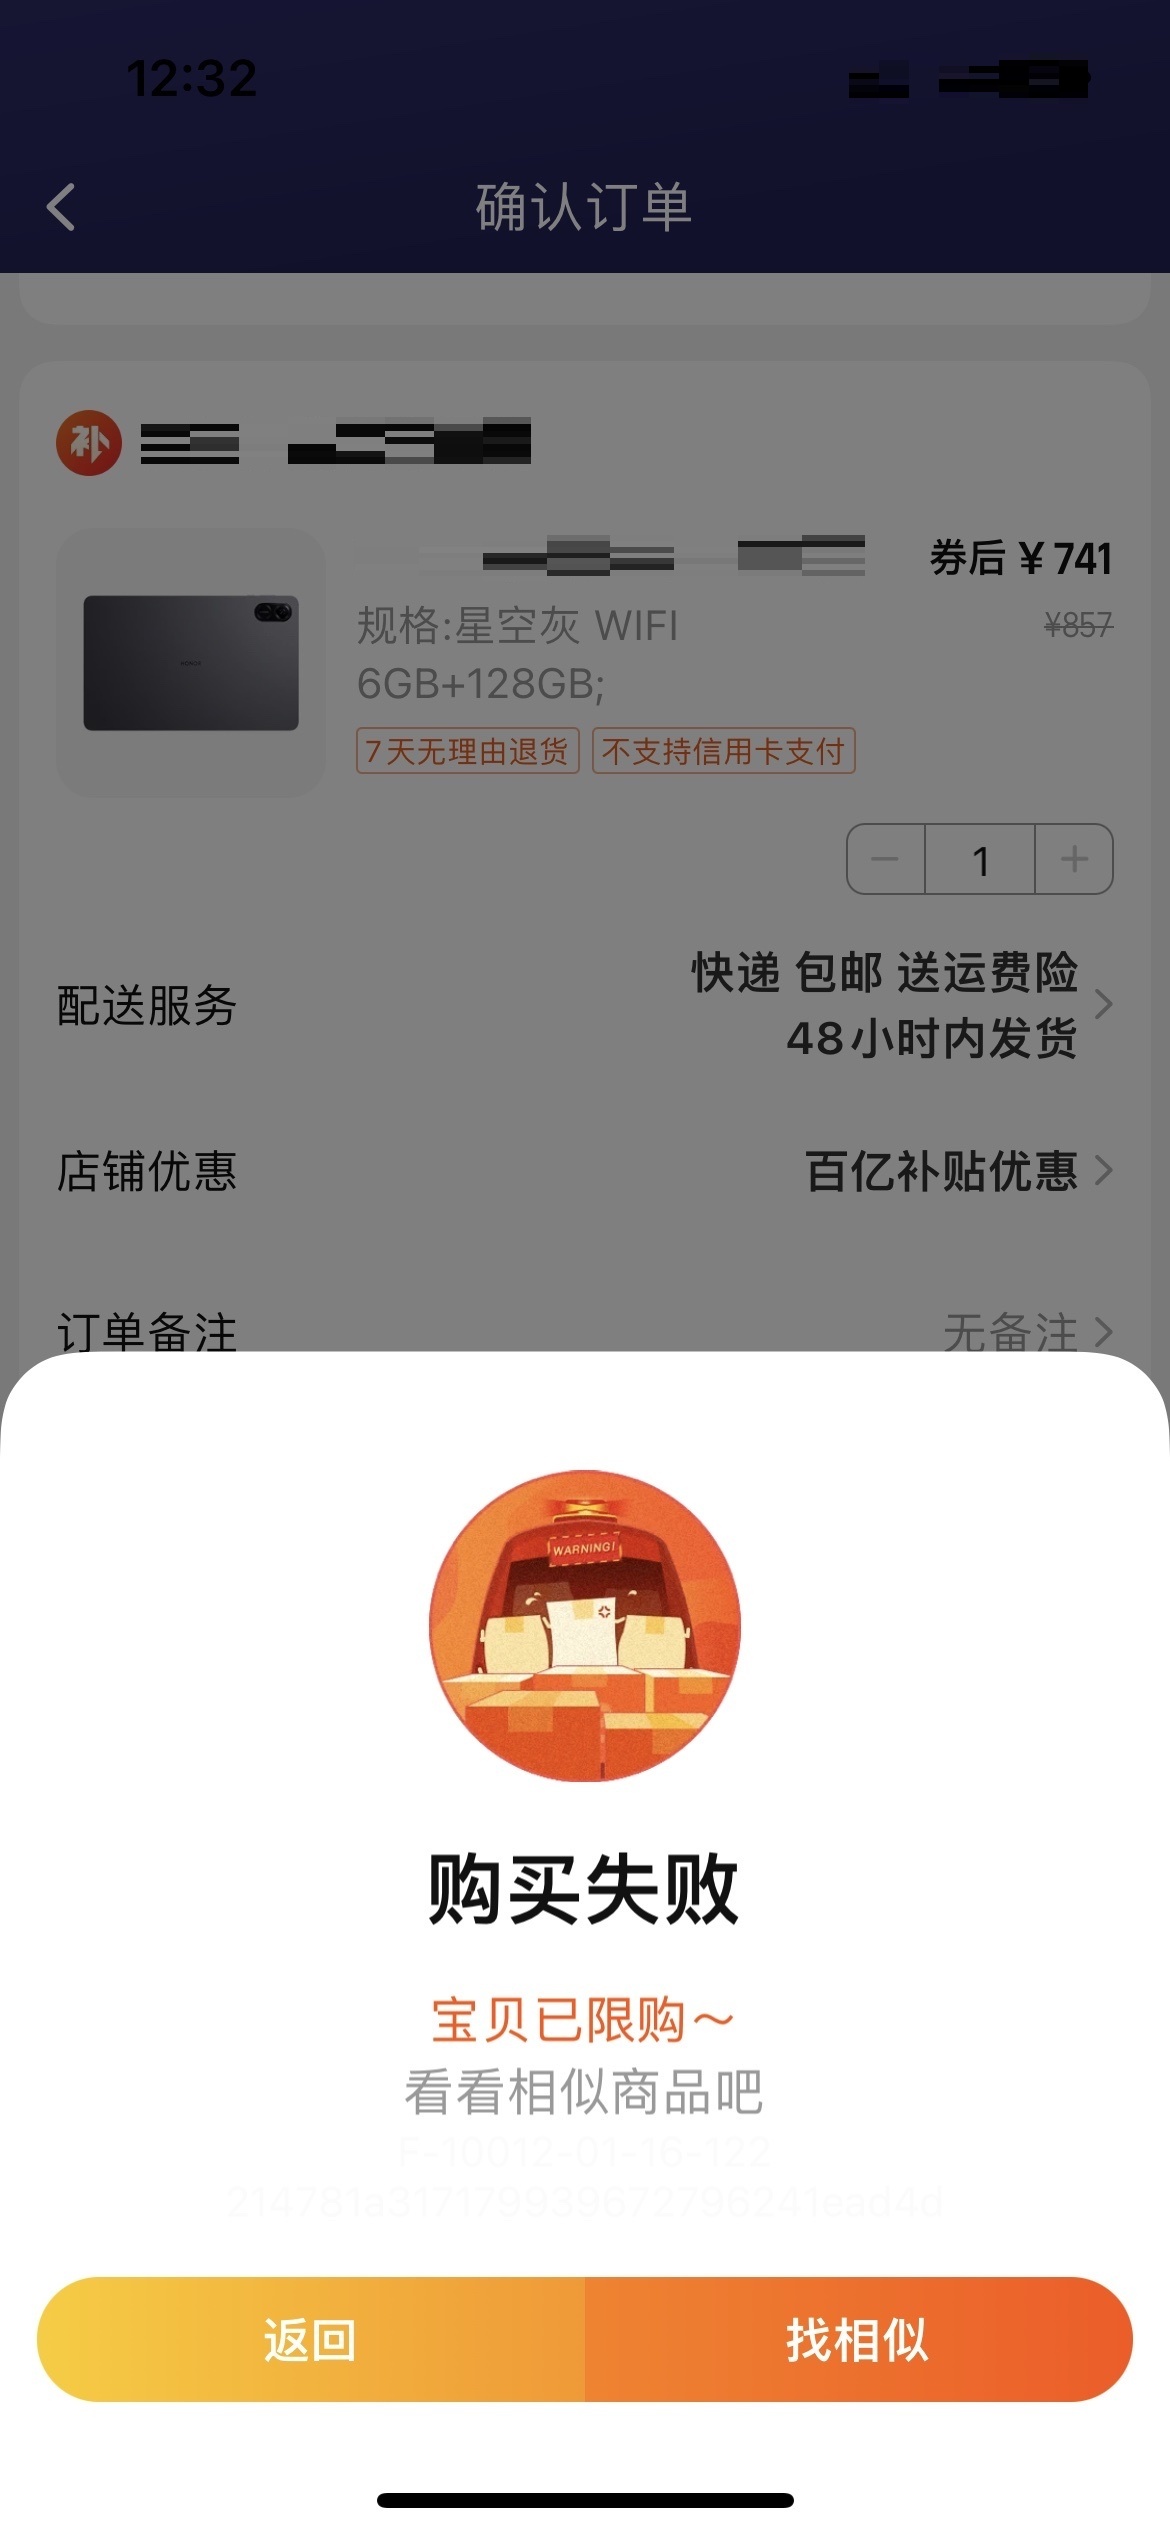 12:32
确认订单
补
券后 ￥741
规格:星空灰 WIFI
¥857
6GB+128GB;
7天无理由退货 不支持信用卡支付
1
快递 包邮 送运费险
配送服务
48小时内发货
店铺优惠 百亿补贴优惠
订单备注 无备注
WARNING!
购买失败
宝贝已限购～
看看相似商品吧
F-10012-01-16-122
214781a317179939672796241ead4d
返回 找相似